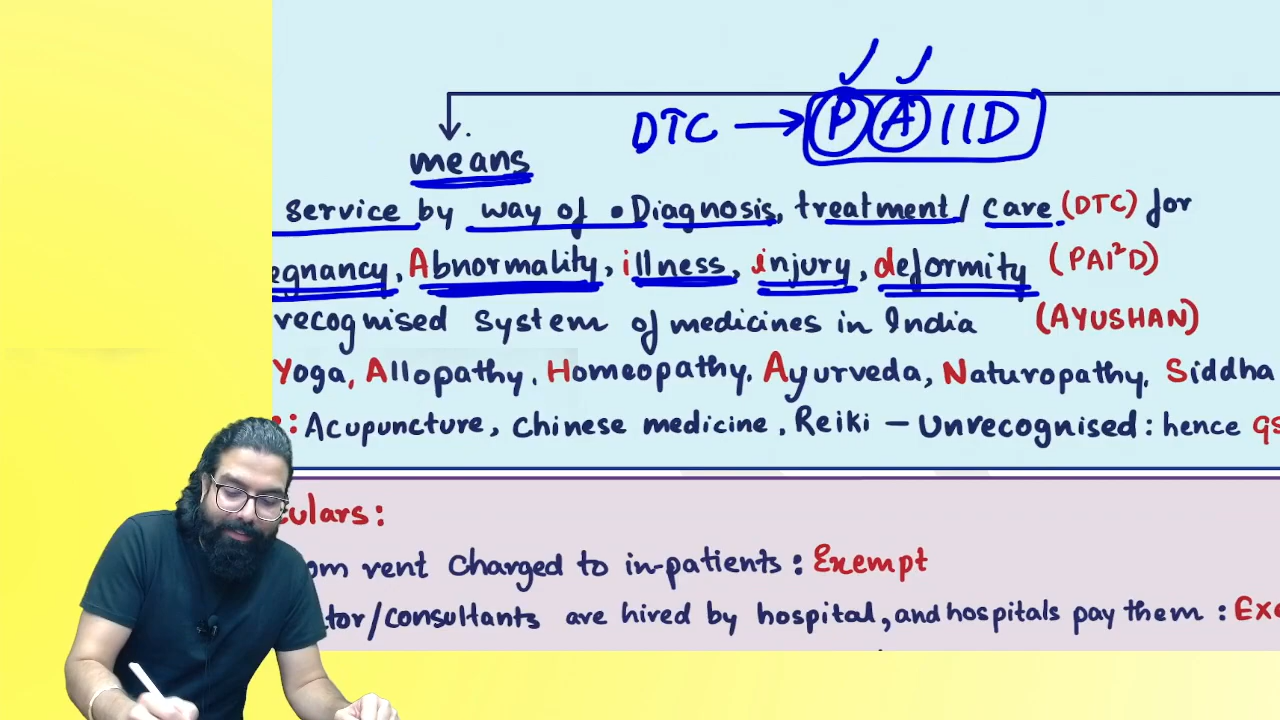 DTC → PAIID
means
service by way of • Diagnosis, treatment / care (DTC) for
egnancy, Abnormality, illness, injury, deformity (PAI²D)
recognised system of medicines in India (AYUSHAN)
Yoga, Allopathy, Homeopathy, Ayurveda, Naturopathy, Siddha
: Acupuncture, Chinese medicine, Reiki – Unrecognised : hence gs
culars :
om rent charged to in-patients : Exempt
tor/consultants are hired by hospital, and hospitals pay them : Exe